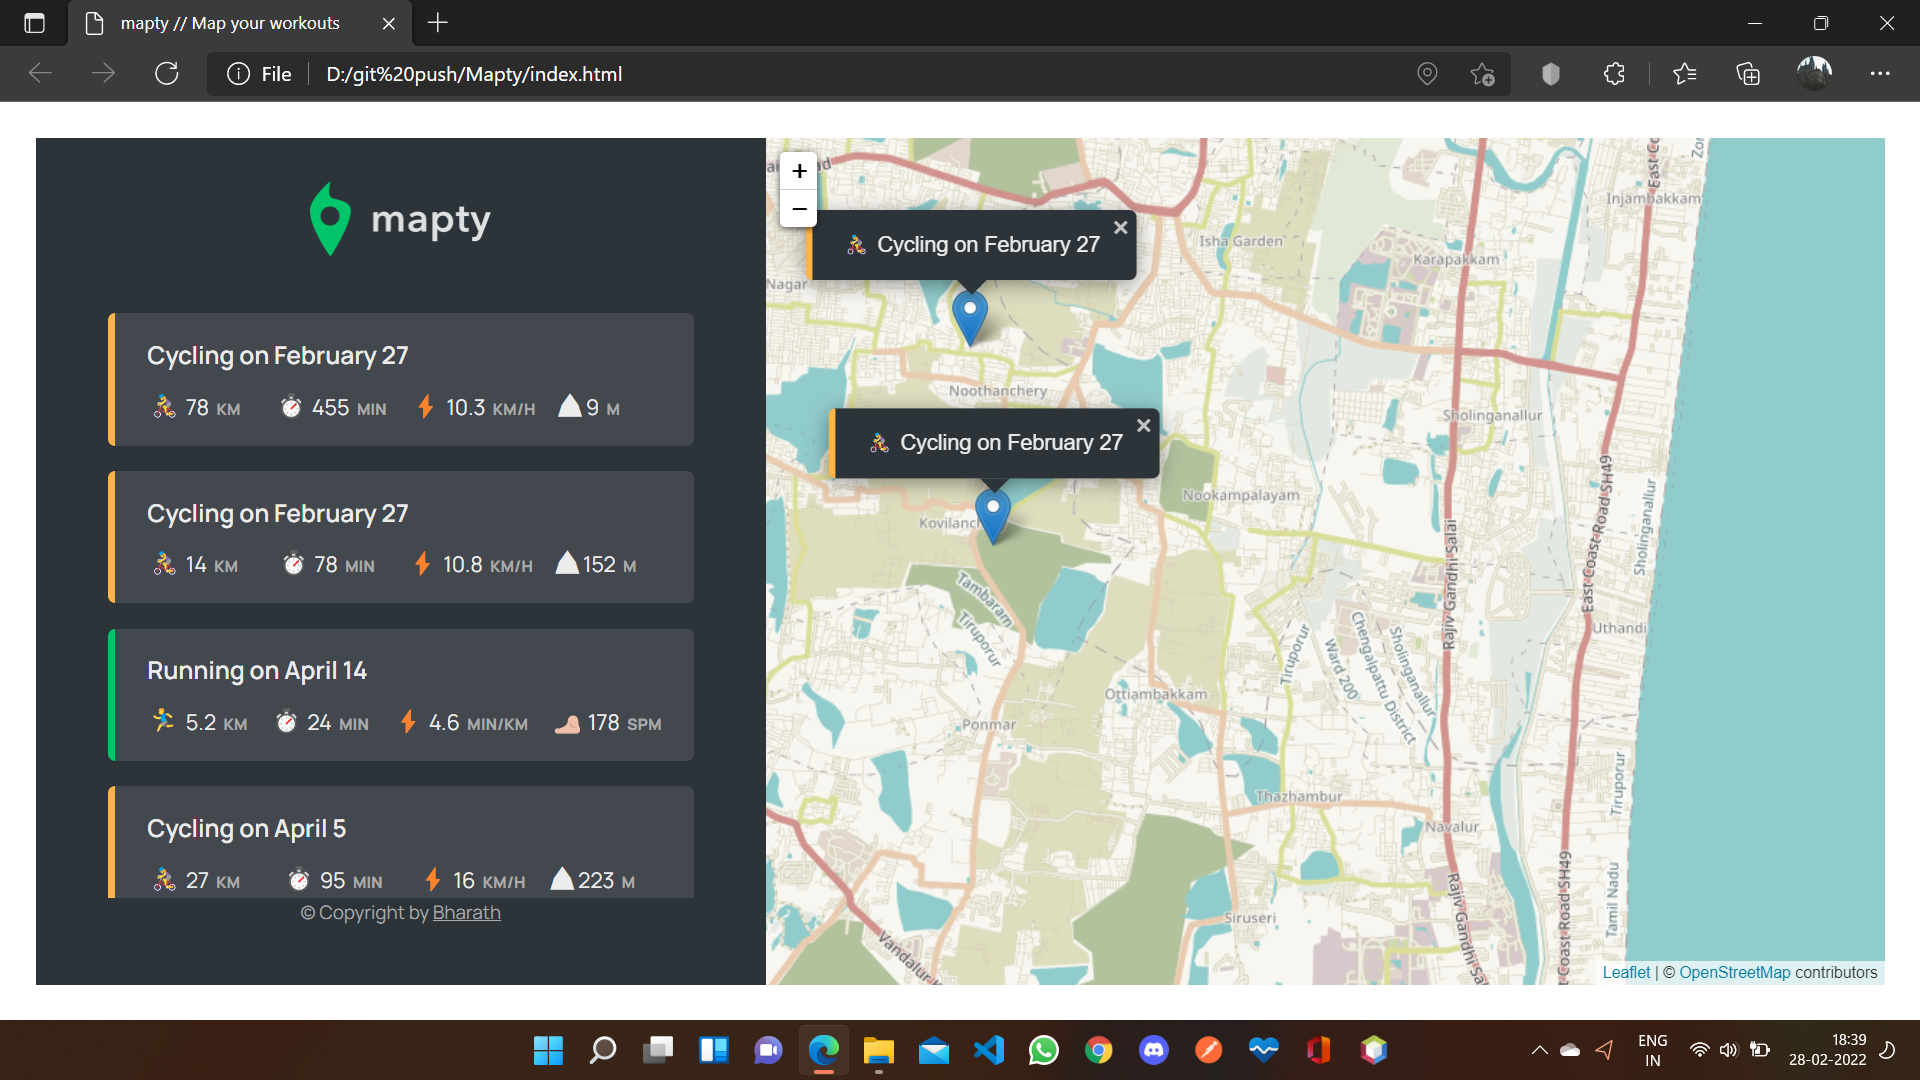 mapty // Map your workouts
File
D:/git%20push/Mapty/index.html
mapty
Cycling on February 27
78 KM 455 MIN 10.3 KM/H 9 M
Cycling on February 27
14 KM 78 MIN 10.8 KM/H 152 M
Running on April 14
5.2 KM 24 MIN 4.6 MIN/KM 178 SPM
Cycling on April 5
27 KM 95 MIN 16 KM/H 223 M
© Copyright by Bharath
+
−
Cycling on February 27
Cycling on February 27
Nagar
Isha Garden
Karapakkam
Injambakkam
Noothanchery
Sholinganallur
Nookampalayam
Tambaram
Tiruporur
Tiruporur
Ward 200
Chengalpattu District
Sholinganallur
Rajiv Gandhi Salai
East Coast Road SH49
Sholinganallur
Uthandi
Ottiambakkam
Ponmar
Thazhambur
Navalur
Siruseri
Tiruporur
Tamil Nadu
Leaflet | © OpenStreetMap contributors
ENG
IN
18:39
28-02-2022